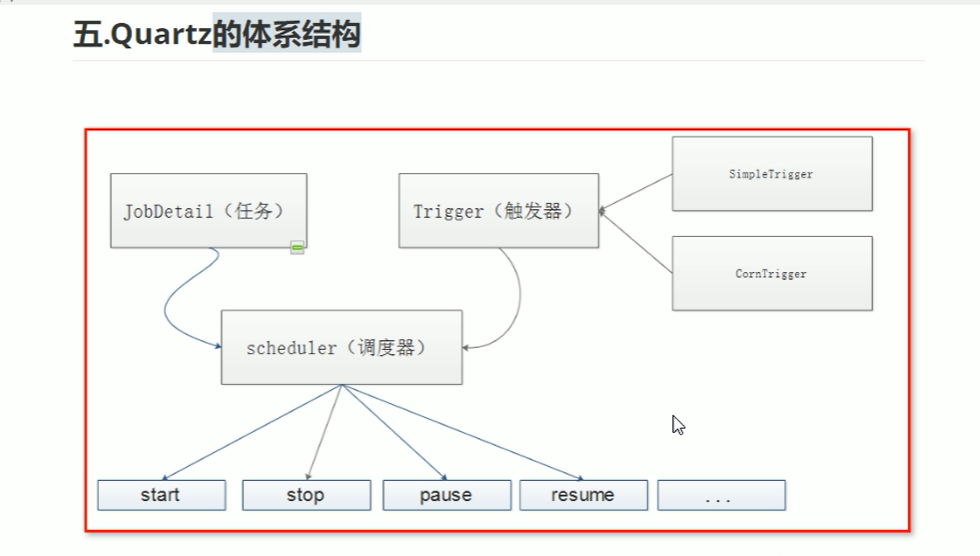 五.Quartz的体系结构
JobDetail（任务）
Trigger（触发器）
SimpleTrigger
CornTrigger
scheduler（调度器）
start
stop
pause
resume
...